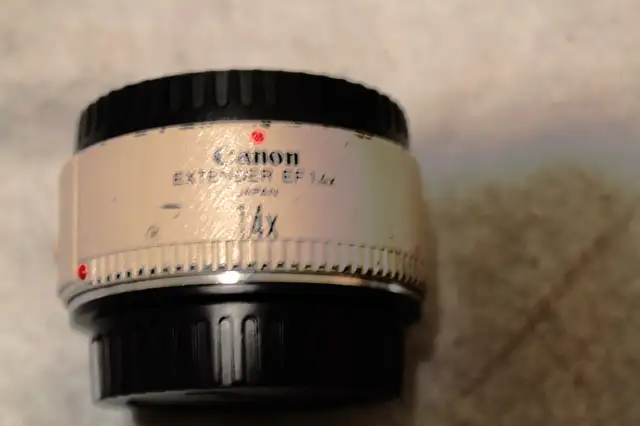 Canon
EXTENDER EF 1.4x
JAPAN
1.4x